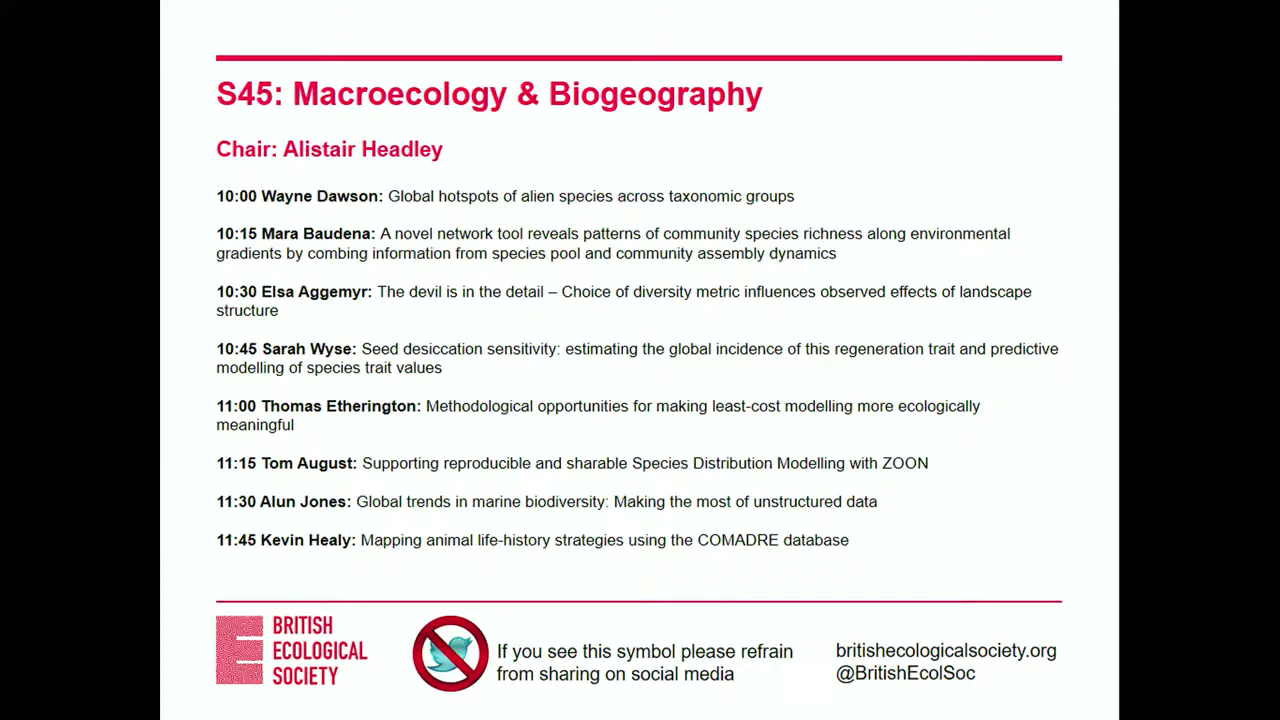 S45: Macroecology & Biogeography
Chair: Alistair Headley
10:00 Wayne Dawson: Global hotspots of alien species across taxonomic groups
10:15 Mara Baudena: A novel network tool reveals patterns of community species richness along environmental
gradients by combing information from species pool and community assembly dynamics
10:30 Elsa Aggemyr: The devil is in the detail – Choice of diversity metric influences observed effects of landscape
structure
10:45 Sarah Wyse: Seed desiccation sensitivity: estimating the global incidence of this regeneration trait and predictive
modelling of species trait values
11:00 Thomas Etherington: Methodological opportunities for making least-cost modelling more ecologically
meaningful
11:15 Tom August: Supporting reproducible and sharable Species Distribution Modelling with ZOON
11:30 Alun Jones: Global trends in marine biodiversity: Making the most of unstructured data
11:45 Kevin Healy: Mapping animal life-history strategies using the COMADRE database
BRITISH
ECOLOGICAL
SOCIETY
If you see this symbol please refrain
from sharing on social media
britishecologicalsociety.org
@BritishEcolSoc